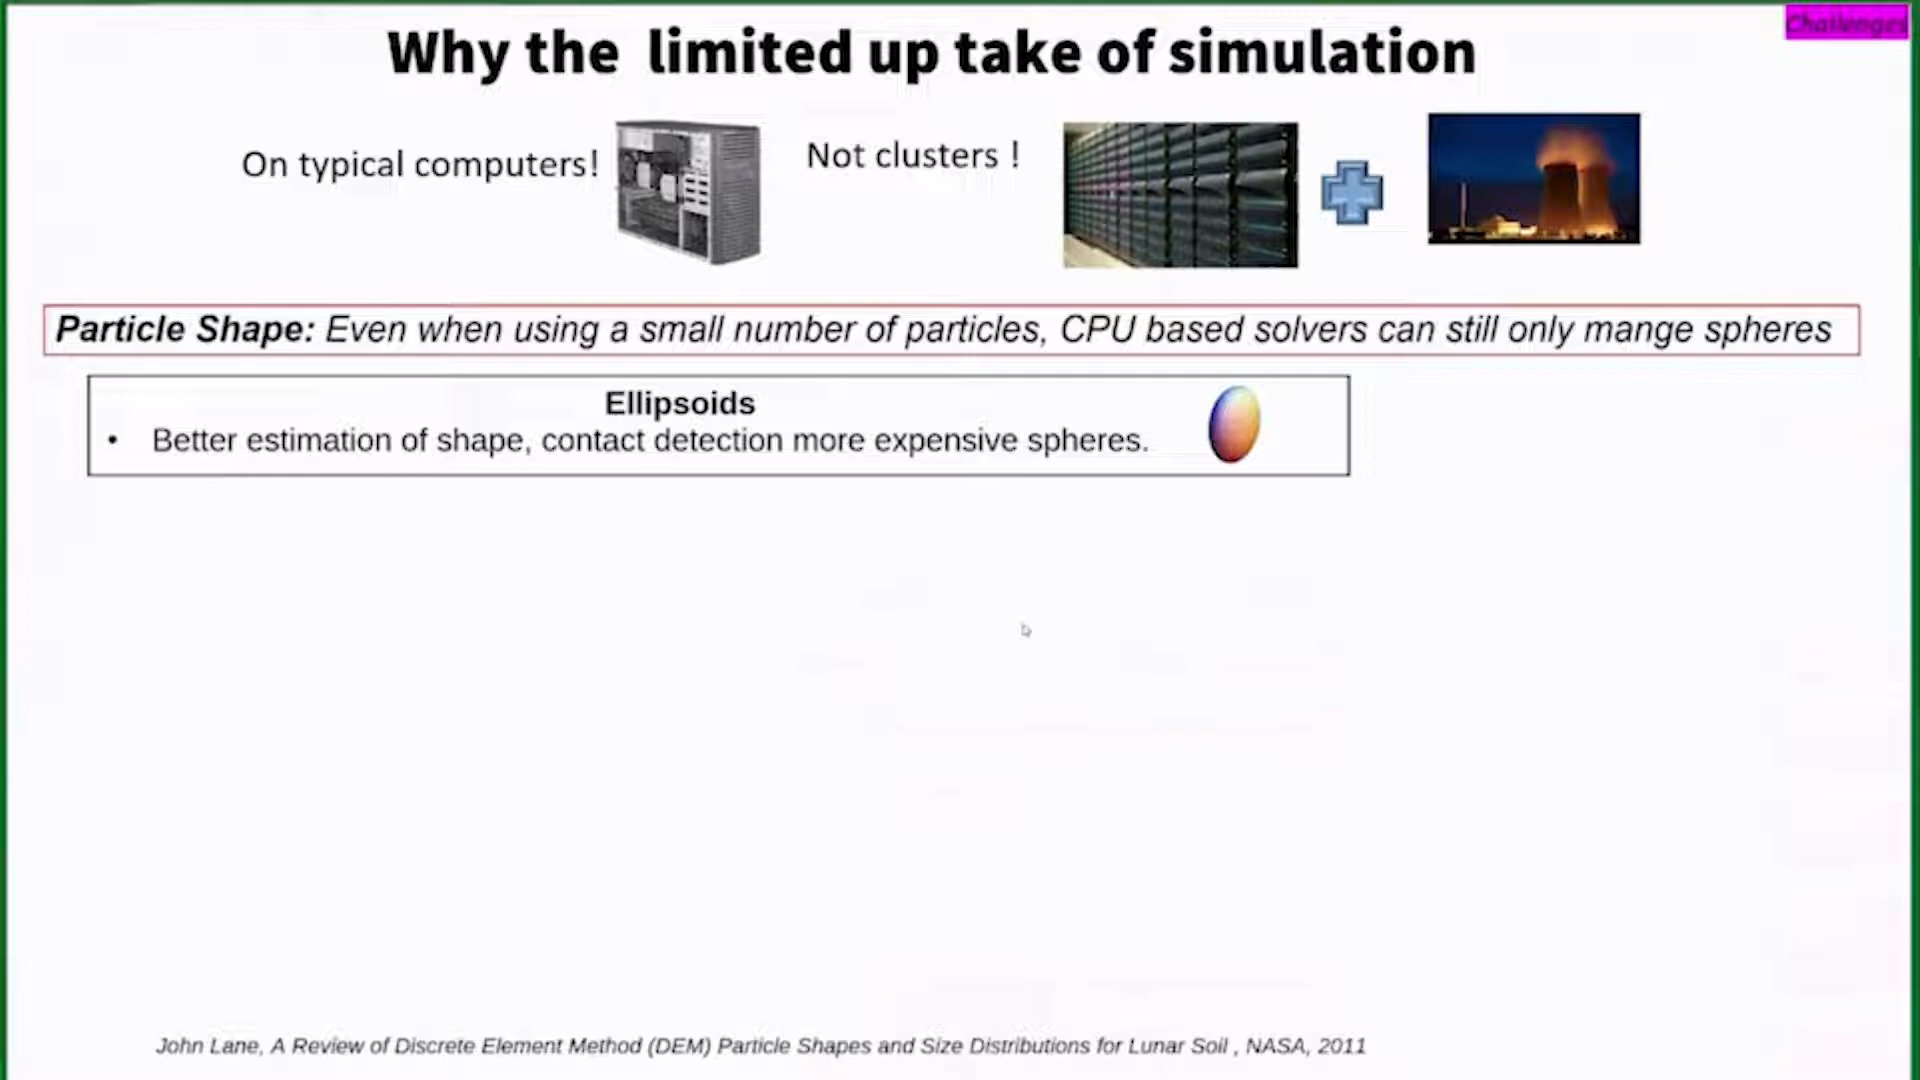 Challenges
Why the limited up take of simulation
On typical computers!
Not clusters !
Particle Shape: Even when using a small number of particles, CPU based solvers can still only mange spheres
Ellipsoids
• Better estimation of shape, contact detection more expensive spheres.
John Lane, A Review of Discrete Element Method (DEM) Particle Shapes and Size Distributions for Lunar Soil , NASA, 2011